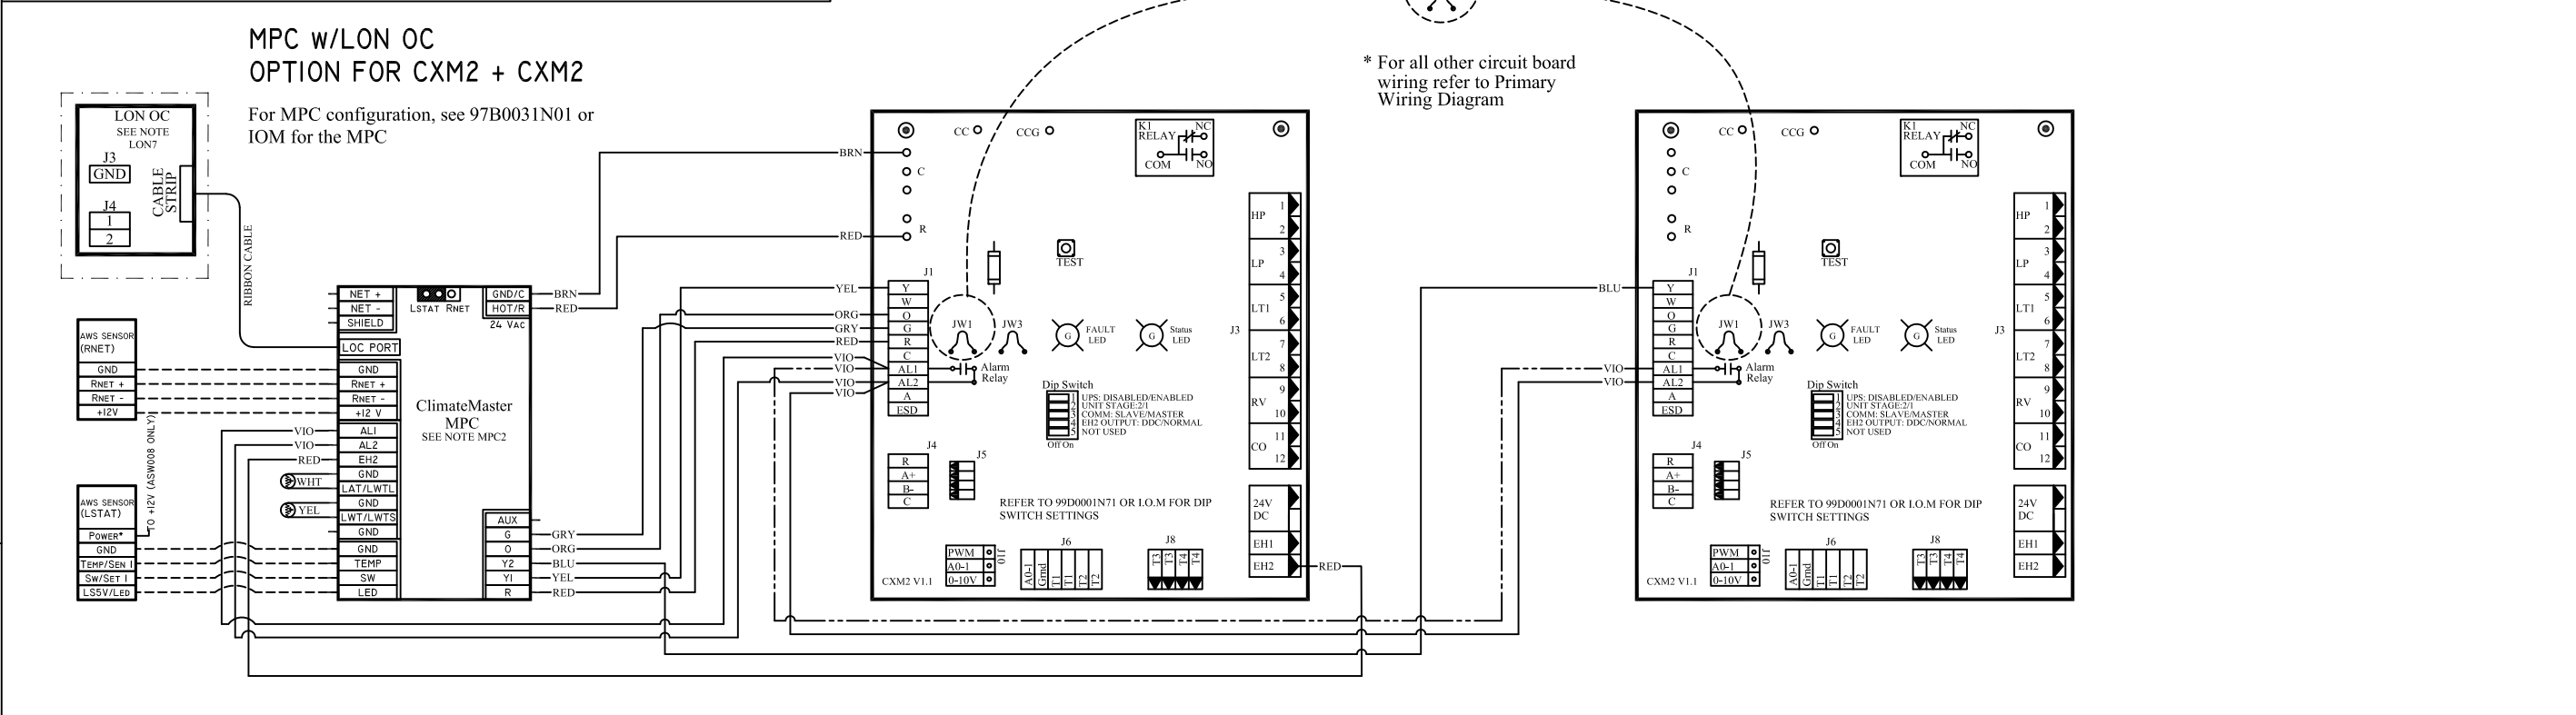 MPC w/LON OC
OPTION FOR CXM2 + CXM2
For MPC configuration, see 97B0031N01 or
IOM for the MPC
* For all other circuit board
wiring refer to Primary
Wiring Diagram
LON OC
SEE NOTE
LON7
J3
GND
J4
1
2
CABLE
STRIP
RIBBON CABLE
AWS SENSOR
(RNET)
GND
RNET +
RNET -
+12V
TO +12V (ASW008 ONLY)
AWS SENSOR
(LSTAT)
POWER*
GND
TEMP/SEN 1
SW/SET 1
LS5V/LED
VIO
VIO
RED
WHT
YEL
NET +
NET -
SHIELD
LOC PORT
GND
RNET +
RNET -
+12 V
AL1
AL2
EH2
GND
LAT/LWTL
GND
LWT/LWTS
GND
GND
TEMP
SW
LED
LSTAT RNET
GND/C
HOT/R
24 VAC
ClimateMaster
MPC
SEE NOTE MPC2
AUX
G
O
Y2
Y1
R
BRN
RED
GRY
ORG
BLU
YEL
RED
BRN
RED
YEL
ORG
GRY
RED
VIO
VIO
VIO
VIO
CC
CCG
K1
RELAY
NC
COM
NO
C
R
J1
Y
W
O
G
R
C
AL1
AL2
A
ESD
JW1
JW3
TEST
G
FAULT
LED
G
Status
LED
Alarm
Relay
Dip Switch
1 UPS: DISABLED/ENABLED
2 UNIT STAGE:2/1
3 COMM: SLAVE/MASTER
4 EH2 OUTPUT: DDC/NORMAL
5 NOT USED
Off On
J4
R
A+
B-
C
J5
REFER TO 99D0001N71 OR I.O.M FOR DIP
SWITCH SETTINGS
PWM
A0-1
0-10V
J10
CXM2 V1.1
J6
A0-1
Grnd
T1
T1
T2
T2
J8
T3
T3
T4
T4
J3
HP
1
2
LP
3
4
LT1
5
6
LT2
7
8
RV
9
10
CO
11
12
24V
DC
EH1
EH2
RED
BLU
VIO
VIO
CC
CCG
K1
RELAY
NC
COM
NO
C
R
J1
Y
W
O
G
R
C
AL1
AL2
A
ESD
JW1
JW3
TEST
G
FAULT
LED
G
Status
LED
Alarm
Relay
Dip Switch
1 UPS: DISABLED/ENABLED
2 UNIT STAGE:2/1
3 COMM: SLAVE/MASTER
4 EH2 OUTPUT: DDC/NORMAL
5 NOT USED
Off On
J4
R
A+
B-
C
J5
REFER TO 99D0001N71 OR I.O.M FOR DIP
SWITCH SETTINGS
PWM
A0-1
0-10V
J10
CXM2 V1.1
J6
A0-1
Grnd
T1
T1
T2
T2
J8
T3
T3
T4
T4
J3
HP
1
2
LP
3
4
LT1
5
6
LT2
7
8
RV
9
10
CO
11
12
24V
DC
EH1
EH2